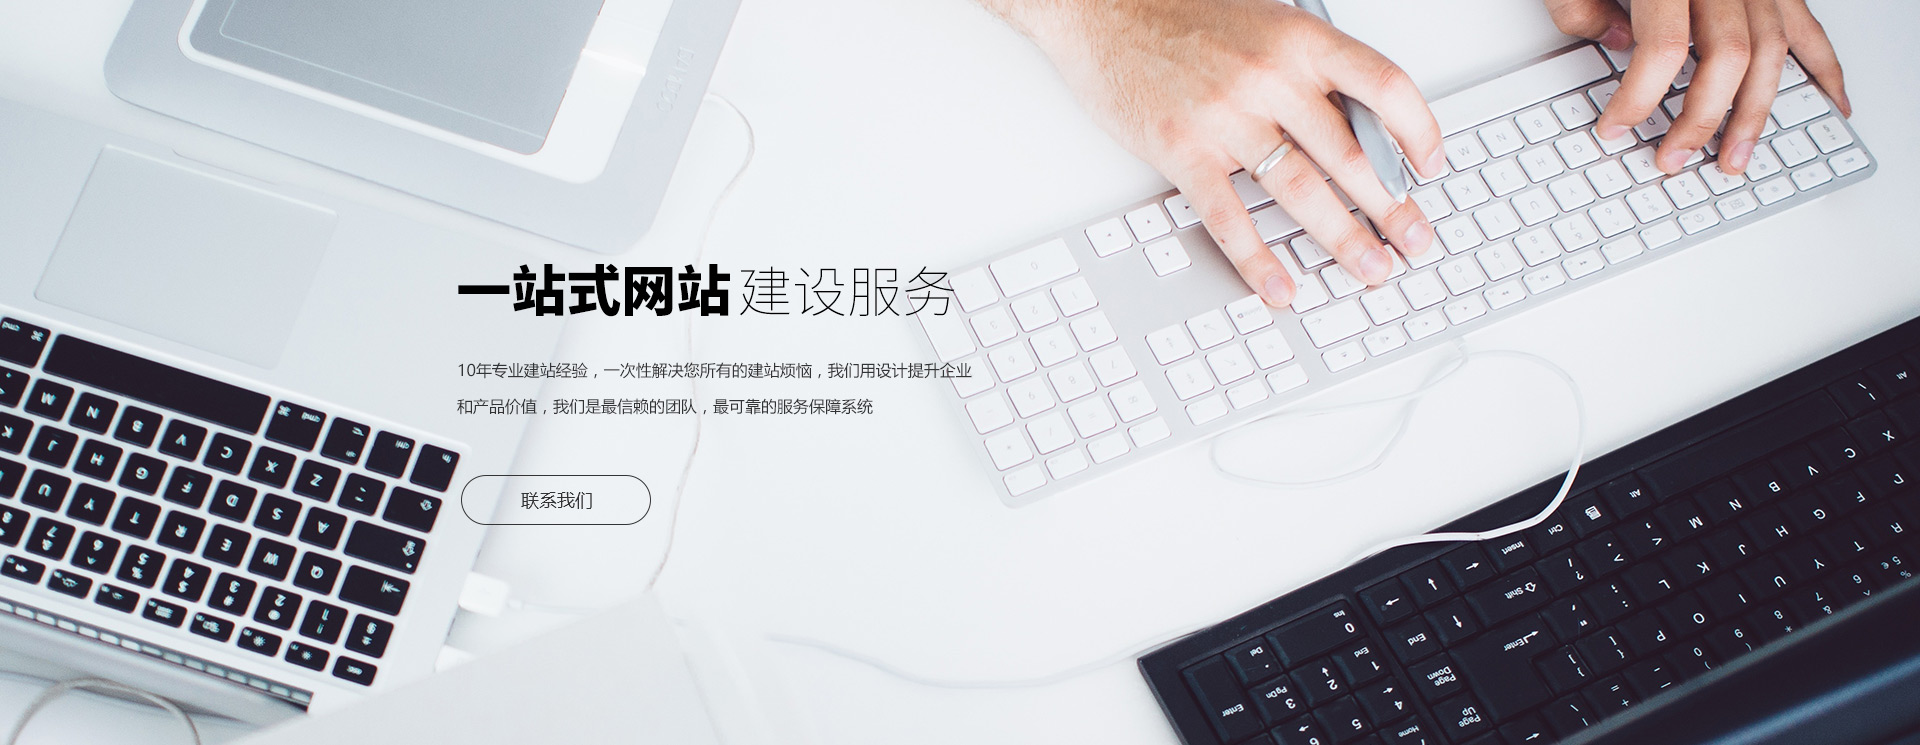 一站式网站建设服务
10年专业建站经验，一次性解决您所有的建站烦恼，我们用设计提升企业
和产品价值，我们是最信赖的团队，最可靠的服务保障系统
联系我们